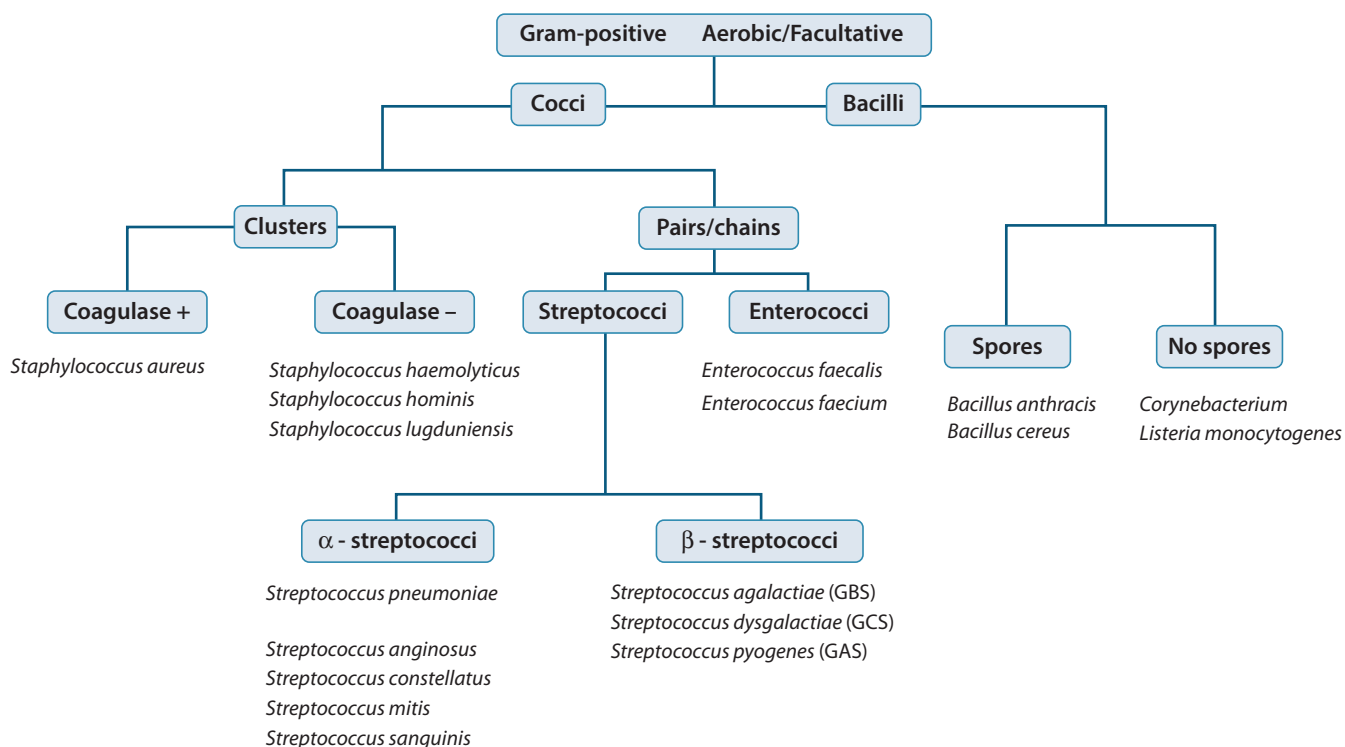 Gram-positive Aerobic/Facultative
Cocci
Bacilli
Clusters
Pairs/chains
Coagulase +
Coagulase –
Streptococci
Enterococci
Spores
No spores
Staphylococcus aureus
Staphylococcus haemolyticus
Staphylococcus hominis
Staphylococcus lugduniensis
Enterococcus faecalis
Enterococcus faecium
Bacillus anthracis
Bacillus cereus
Corynebacterium
Listeria monocytogenes
α - streptococci
β - streptococci
Streptococcus pneumoniae
Streptococcus anginosus
Streptococcus constellatus
Streptococcus mitis
Streptococcus sanguinis
Streptococcus agalactiae (GBS)
Streptococcus dysgalactiae (GCS)
Streptococcus pyogenes (GAS)